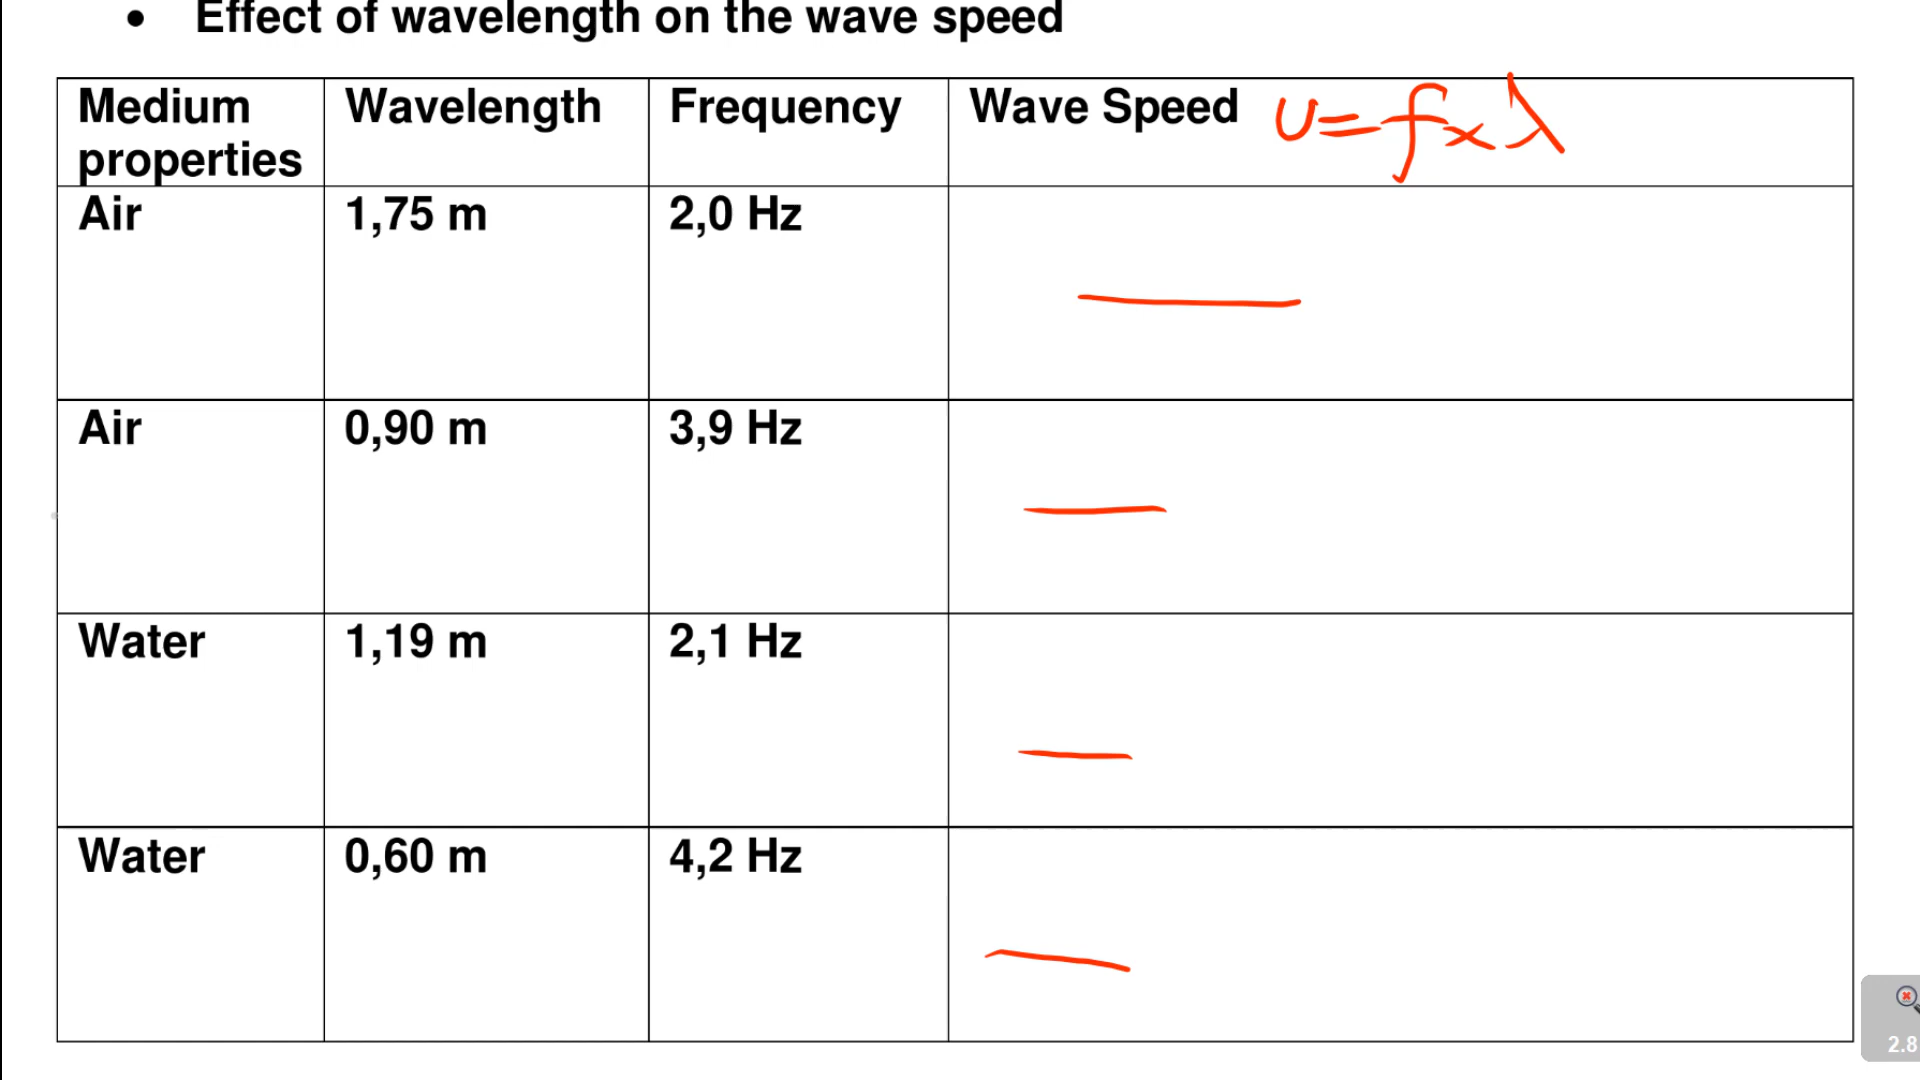 • Effect of wavelength on the wave speed
Medium properties Wavelength Frequency Wave Speed υ=f×λ
Air 1,75 m 2,0 Hz
Air 0,90 m 3,9 Hz
Water 1,19 m 2,1 Hz
Water 0,60 m 4,2 Hz
2.8